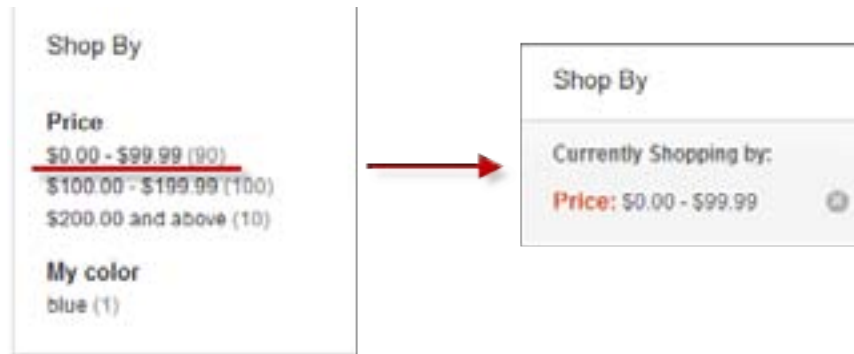 Shop By
Price
$0.00 - $99.99 (90)
$100.00 - $199.99 (100)
$200.00 and above (10)
My color
blue (1)
Shop By
Currently Shopping by:
Price: $0.00 - $99.99